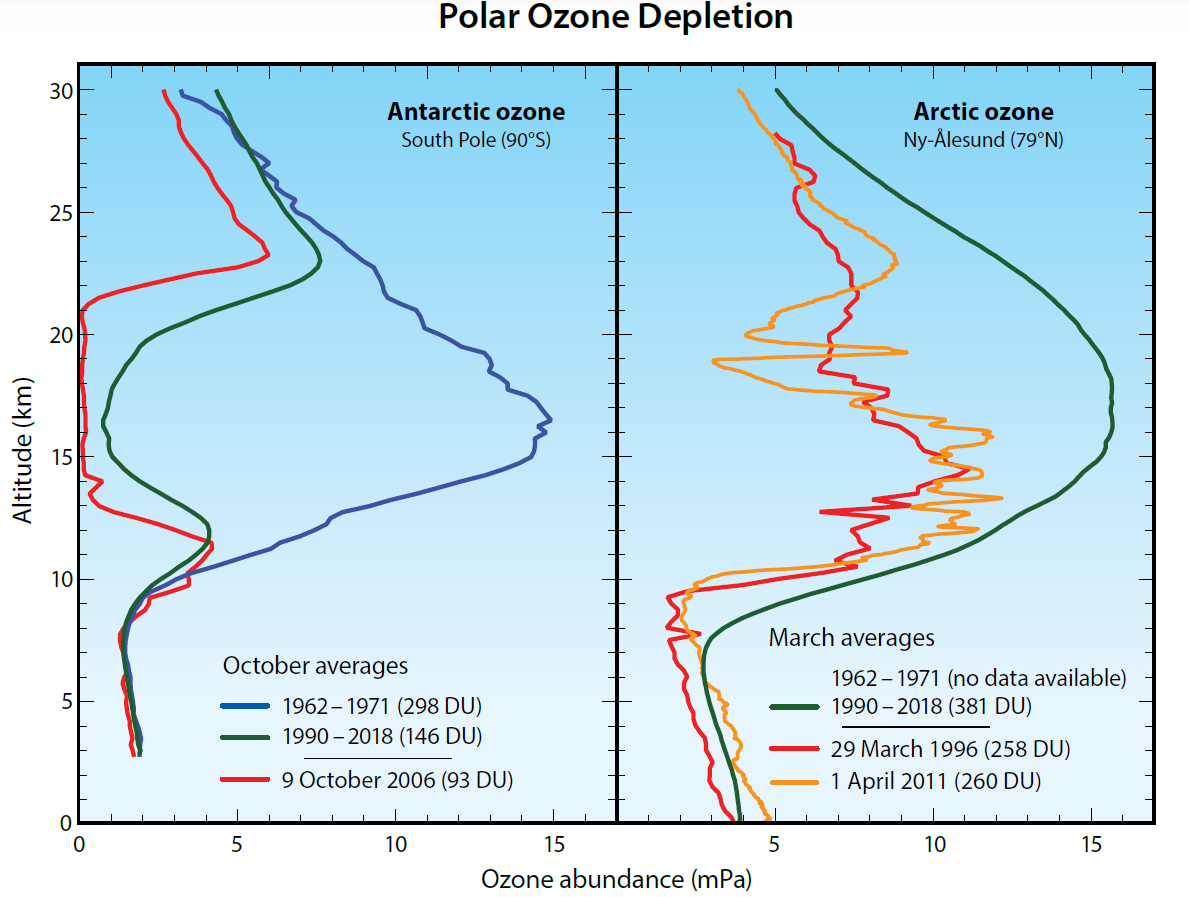 Polar Ozone Depletion
Antarctic ozone
South Pole (90°S)
Arctic ozone
Ny-Ålesund (79°N)
30
25
20
15
10
5
0
Altitude (km)
October averages
1962–1971 (298 DU)
1990–2018 (146 DU)
9 October 2006 (93 DU)
March averages
1962–1971 (no data available)
1990–2018 (381 DU)
29 March 1996 (258 DU)
1 April 2011 (260 DU)
0 5 10 15 5 10 15
Ozone abundance (mPa)